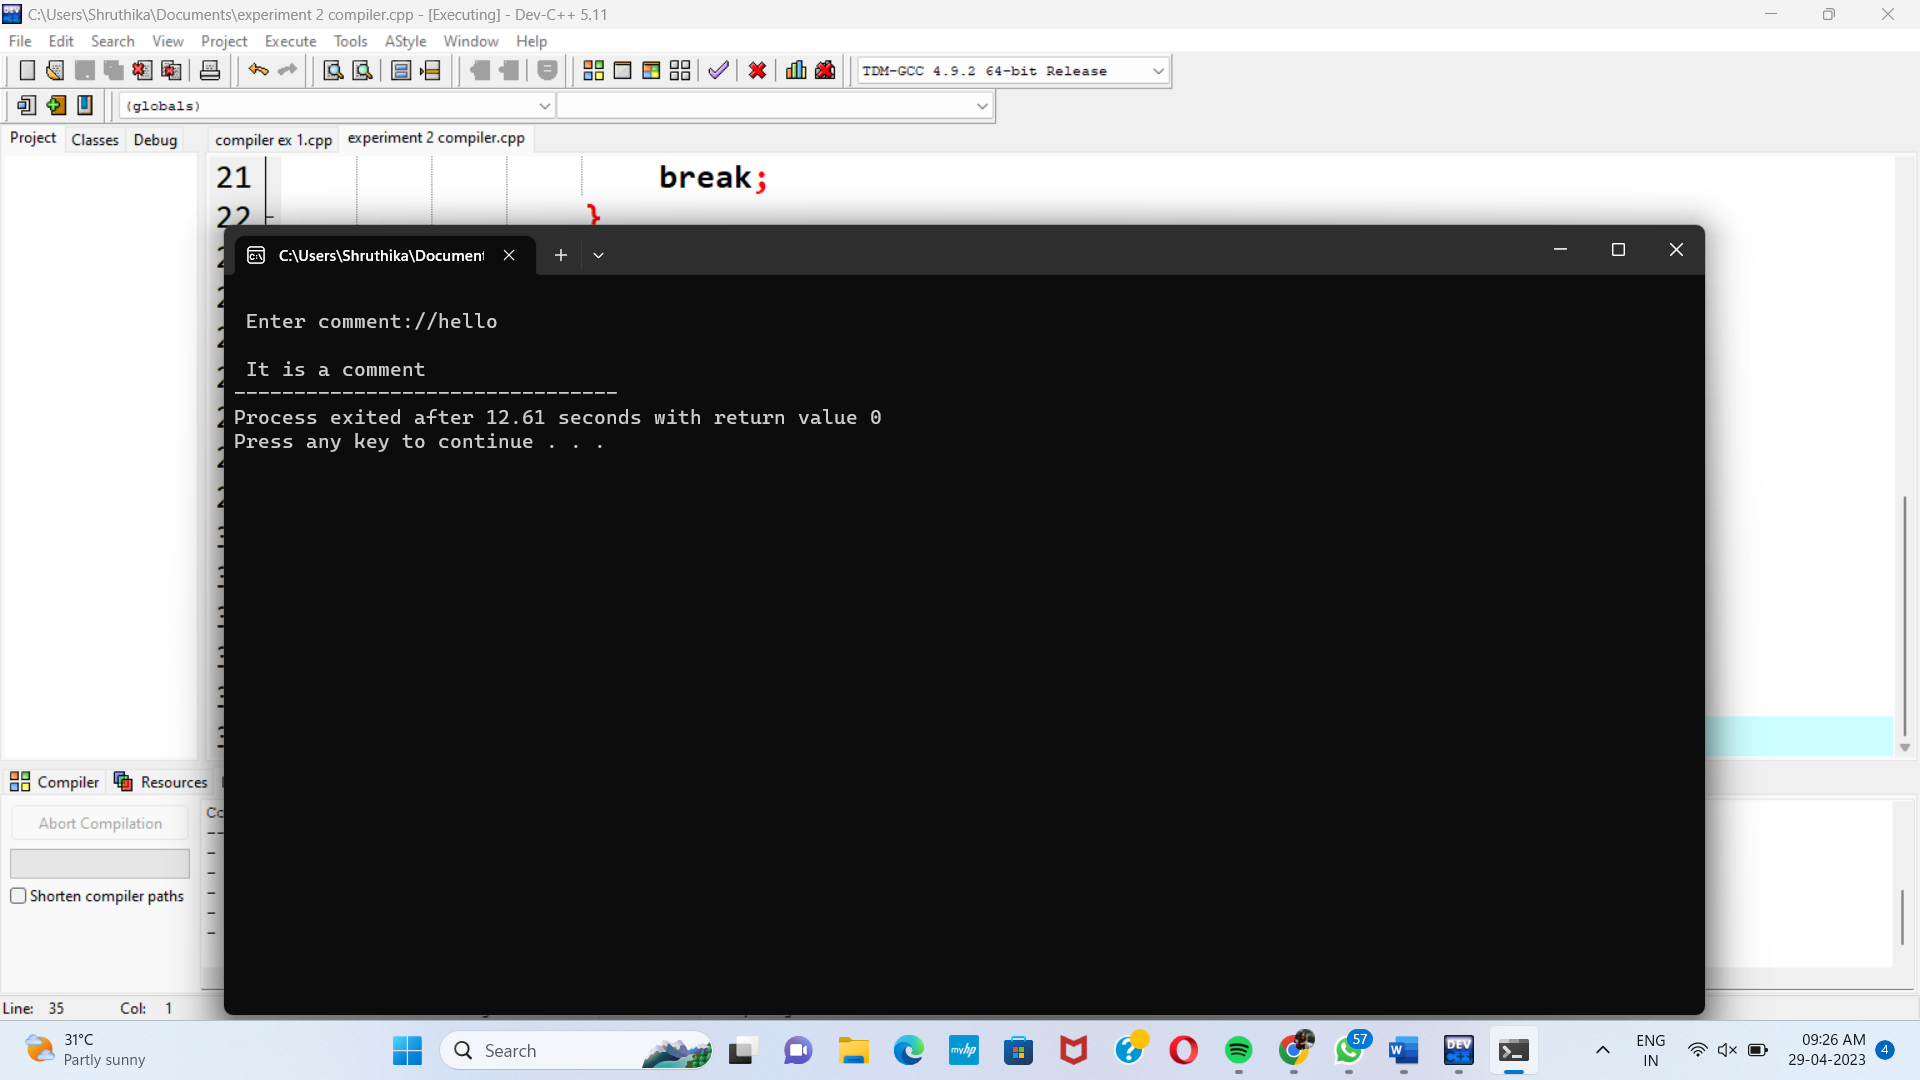 C:\Users\Shruthika\Documents\experiment 2 compiler.cpp - [Executing] - Dev-C++ 5.11
File Edit Search View Project Execute Tools AStyle Window Help
TDM-GCC 4.9.2 64-bit Release
(globals)
Project Classes Debug compiler ex 1.cpp experiment 2 compiler.cpp
21 break;
22 }
C:\Users\Shruthika\Document
Enter comment://hello
It is a comment
--------------------------------
Process exited after 12.61 seconds with return value 0
Press any key to continue . . .
Compiler Resources
Abort Compilation
Shorten compiler paths
Line: 35 Col: 1
31°C
Partly sunny
Search
myhp
57
W
DEV C++
ENG
IN
09:26 AM
29-04-2023
4